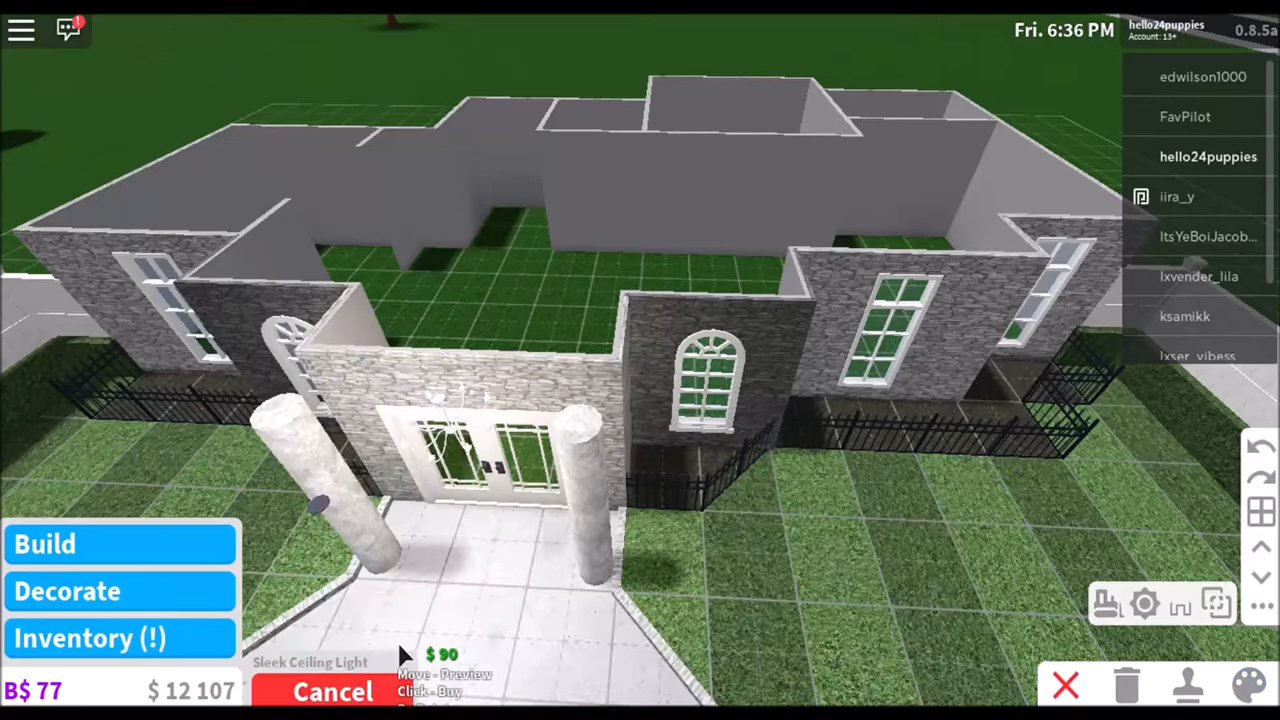 Fri. 6:36 PM
hello24puppies
Account: 13+
0.8.5a
edwilson1000
FavPilot
hello24puppies
iira_y
ItsYeBoiJacob...
lxvender_lila
ksamikk
lxser_vibess
Build
Decorate
Inventory (!)
B$ 77
$ 12 107
Sleek Ceiling Light
Cancel
$ 90
Move - Preview
Click - Buy